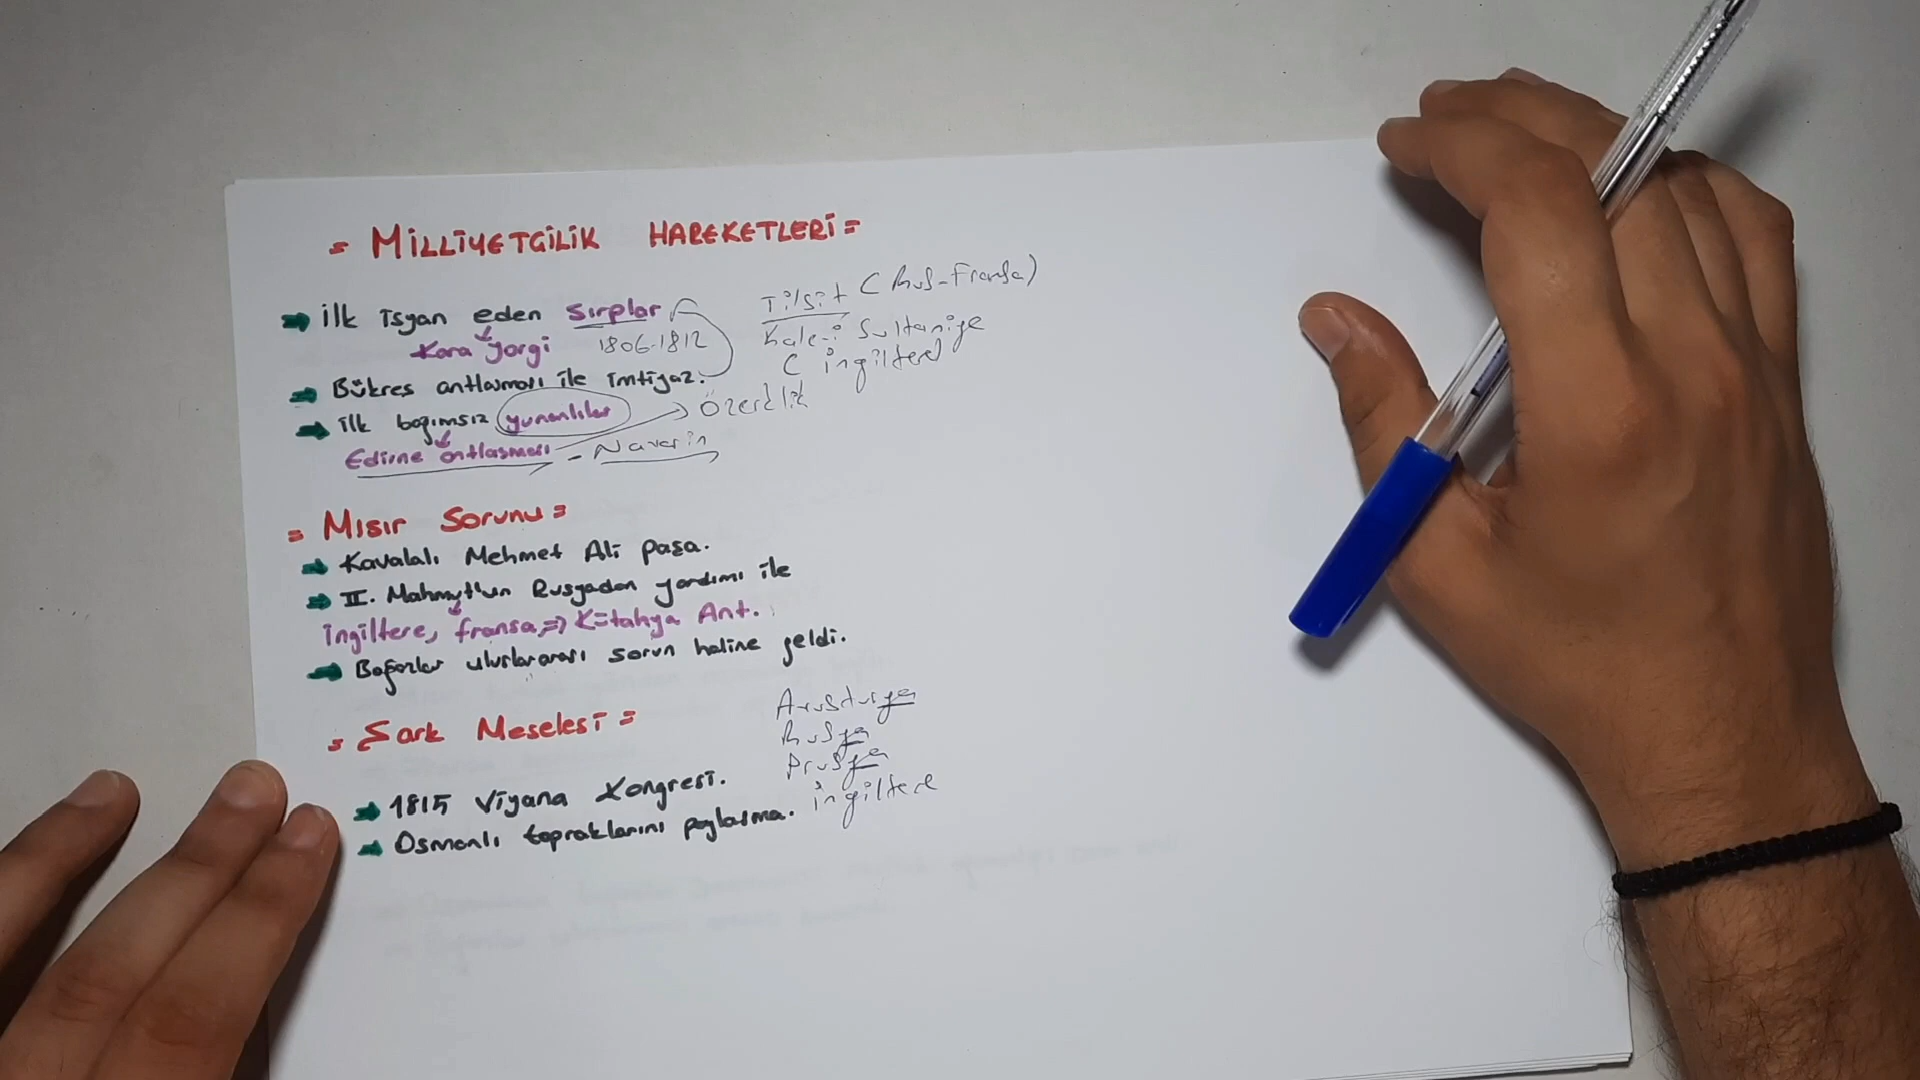 = MİLLİYETÇİLİK HAREKETLERİ =
→ İlk isyan eden Sırplar
Kara Yorgi 1806-1812
→ Bükreş antlaşması ile imtiyaz.
→ İlk bağımsız yunanlılar → Özerklik
Edirne antlaşması - Navarin
Tilsit ( Rus-Fransa)
Kale-i Sultaniye
( İngiltere)
= Mısır Sorunu =
→ Kavalalı Mehmet Ali paşa.
→ II. Mahmut'un Rusyadan yardımı ile
İngiltere, fransa, => Kütahya Ant.
→ Boğazlar uluslararası sorun haline geldi.
= Şark Meselesi =
→ 1815 Viyana Kongresi.
→ Osmanlı topraklarını paylaşma.
Avusturya
Rusya
Prusya
İngiltere